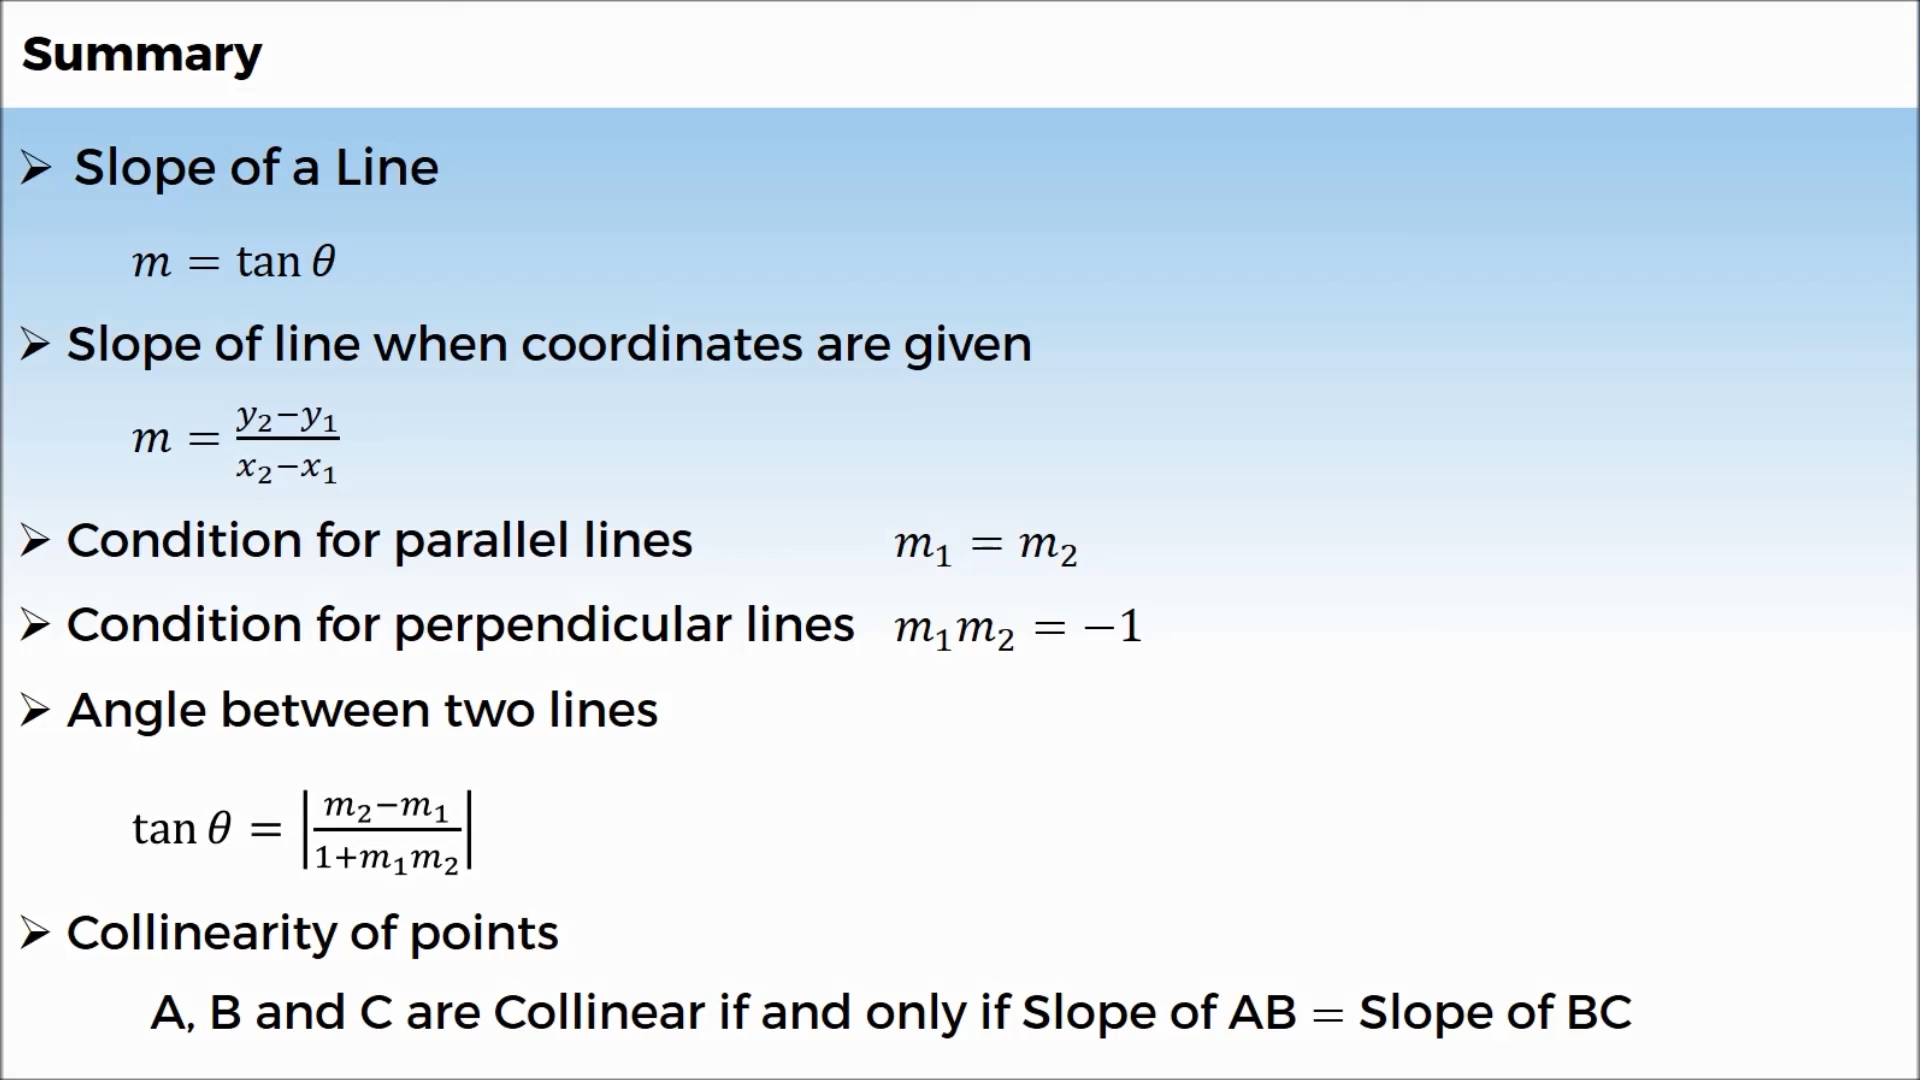 Summary
➢ Slope of a Line
m = tan θ
➢ Slope of line when coordinates are given
m = \frac{y₂−y₁}{x₂−x₁}
➢ Condition for parallel lines m₁ = m₂
➢ Condition for perpendicular lines m₁m₂ = −1
➢ Angle between two lines
tan θ = |\frac{m₂−m₁}{1+m₁m₂}|
➢ Collinearity of points
A, B and C are Collinear if and only if Slope of AB = Slope of BC